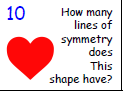 10
How many
lines of
symmetry
does
This
shape have?